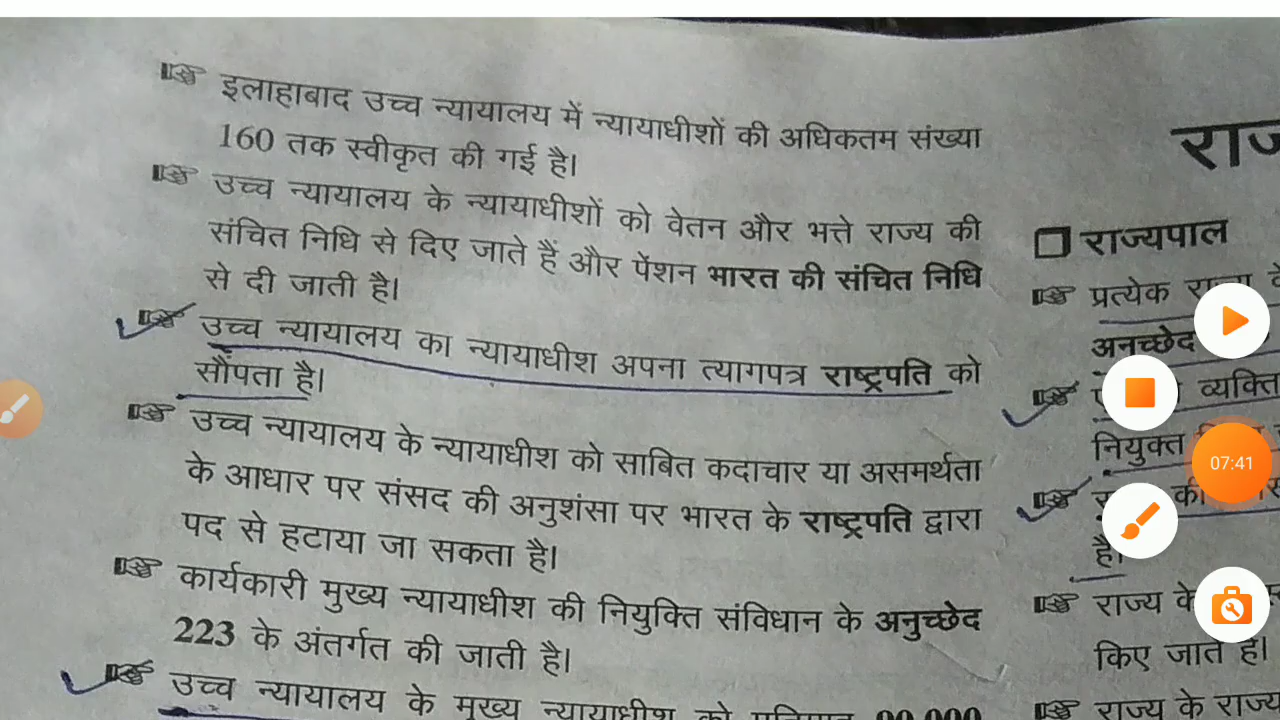 इलाहाबाद उच्च न्यायालय में न्यायाधीशों की अधिकतम संख्या
160 तक स्वीकृत की गई है।
उच्च न्यायालय के न्यायाधीशों को वेतन और भत्ते राज्य की
संचित निधि से दिए जाते हैं और पेंशन भारत की संचित निधि
से दी जाती है।
उच्च न्यायालय का न्यायाधीश अपना त्यागपत्र राष्ट्रपति को
सौंपता है।
उच्च न्यायालय के न्यायाधीश को साबित कदाचार या असमर्थता
के आधार पर संसद की अनुशंसा पर भारत के राष्ट्रपति द्वारा
पद से हटाया जा सकता है।
कार्यकारी मुख्य न्यायाधीश की नियुक्ति संविधान के अनुच्छेद
223 के अंतर्गत की जाती है।
उच्च न्यायालय के मुख्य न्यायाधीश को
राज्यपाल
प्रत्येक
अनच्छेद
व्यक्ति
नियुक्त
की
है।
राज्य के
किए जाते है।
राज्य के राज्य
07:41